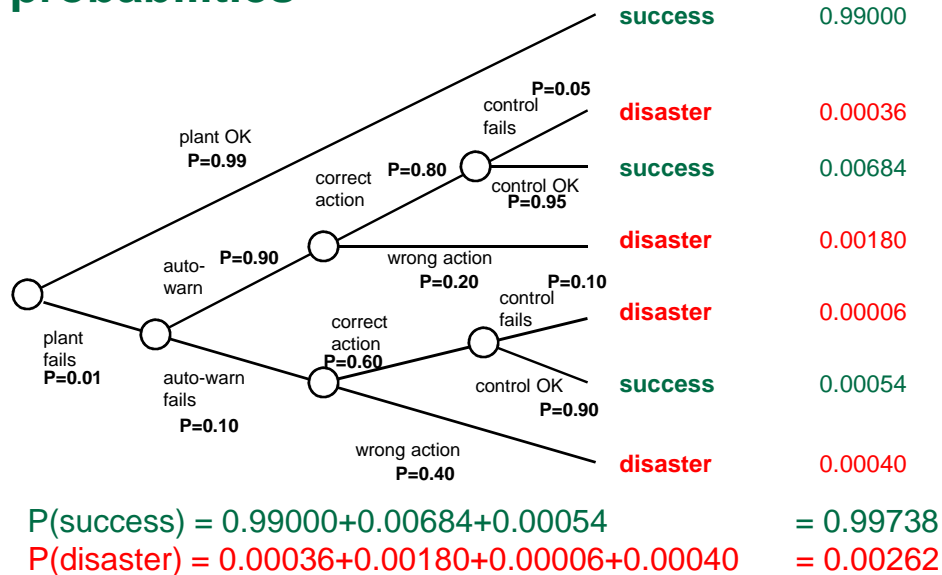 probabilities
success 0.99000
P=0.05
control
fails
disaster 0.00036
plant OK
P=0.99
correct
action
P=0.80
control OK
P=0.95
success 0.00684
auto-
warn
P=0.90
wrong action
P=0.20
disaster 0.00180
P=0.10
control
fails
disaster 0.00006
plant
fails
P=0.01
correct
action
P=0.60
auto-warn
fails
P=0.10
control OK
P=0.90
success 0.00054
wrong action
P=0.40
disaster 0.00040
P(success) = 0.99000+0.00684+0.00054 = 0.99738
P(disaster) = 0.00036+0.00180+0.00006+0.00040 = 0.00262